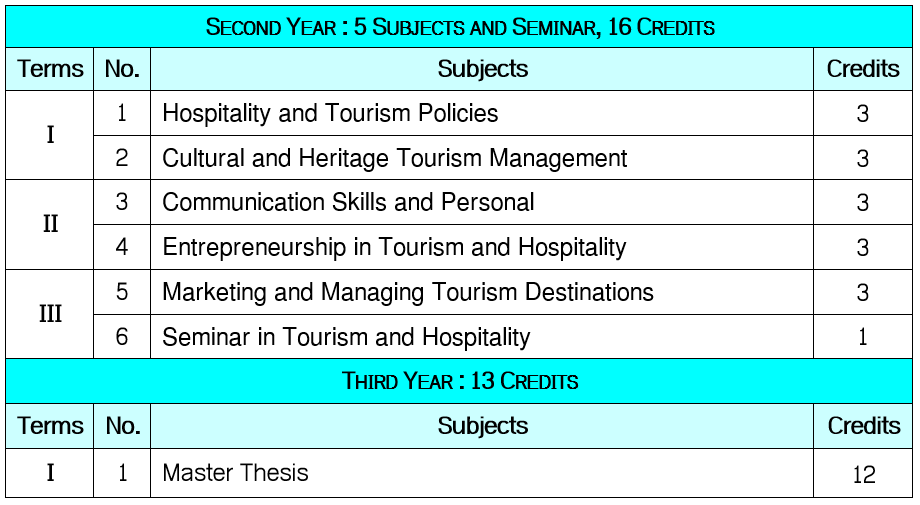 SECOND YEAR : 5 SUBJECTS AND SEMINAR, 16 CREDITS
Terms No. Subjects Credits
I 1 Hospitality and Tourism Policies 3
2 Cultural and Heritage Tourism Management 3
II 3 Communication Skills and Personal 3
4 Entrepreneurship in Tourism and Hospitality 3
III 5 Marketing and Managing Tourism Destinations 3
6 Seminar in Tourism and Hospitality 1
THIRD YEAR : 13 CREDITS
Terms No. Subjects Credits
I 1 Master Thesis 12